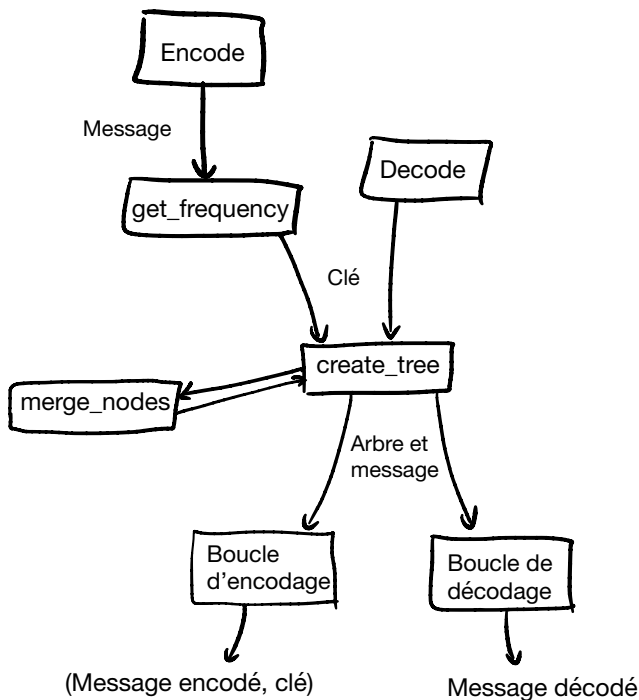 Encode
Message
Decode
get_frequency
Clé
create_tree
merge_nodes
Arbre et
message
Boucle
d'encodage
Boucle de
décodage
(Message encodé, clé)
Message décodé